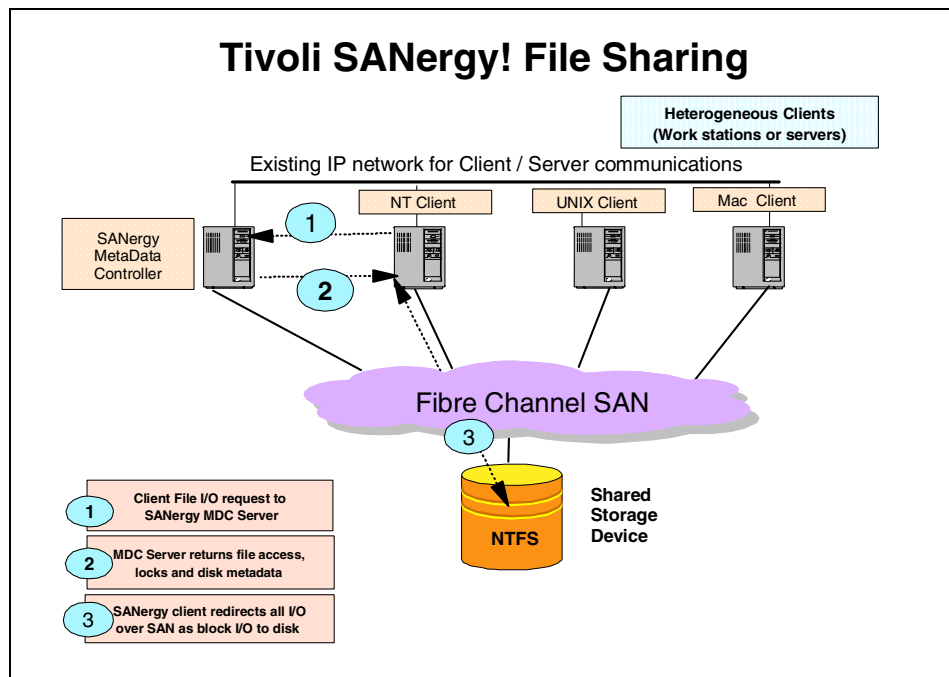 Tivoli SANergy! File Sharing
Heterogeneous Clients
(Work stations or servers)
Existing IP network for Client / Server communications
NT Client
UNIX Client
Mac Client
SANergy
MetaData
Controller
1
2
Fibre Channel SAN
3
NTFS
Shared
Storage
Device
1
Client File I/O request to
SANergy MDC Server
2
MDC Server returns file access,
locks and disk metadata
3
SANergy client redirects all I/O
over SAN as block I/O to disk